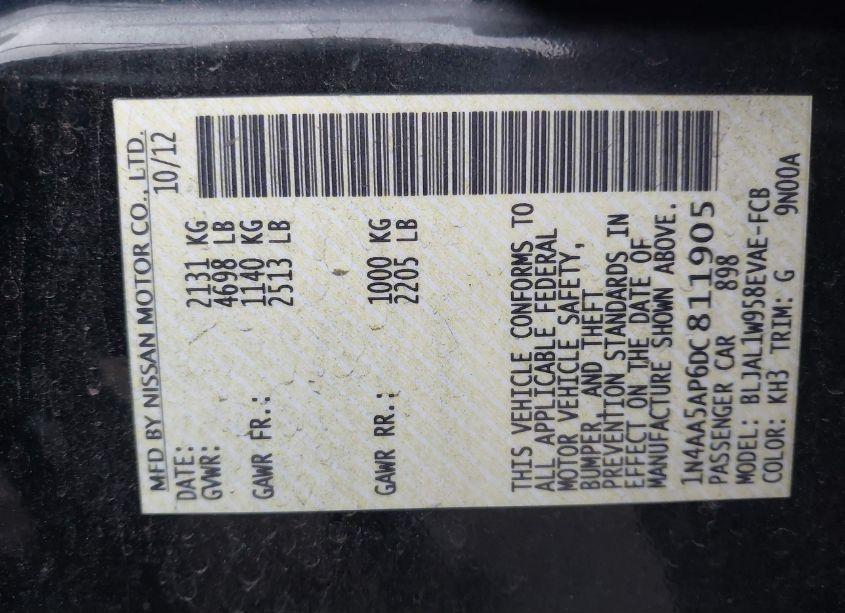 MFD BY NISSAN MOTOR CO., LTD.
DATE: 10/12
GVWR: 2131 KG
4698 LB
GAWR FR.: 1140 KG
2513 LB
GAWR RR.: 1000 KG
2205 LB
THIS VEHICLE CONFORMS TO
ALL APPLICABLE FEDERAL
MOTOR VEHICLE SAFETY,
BUMPER, AND THEFT
PREVENTION STANDARDS IN
EFFECT ON THE DATE OF
MANUFACTURE SHOWN ABOVE.
1N4AA5AP6DC811905
PASSENGER CAR 898
MODEL: BLJAL1W958EVAE-FCB
COLOR: KH3 TRIM: G 9N00A